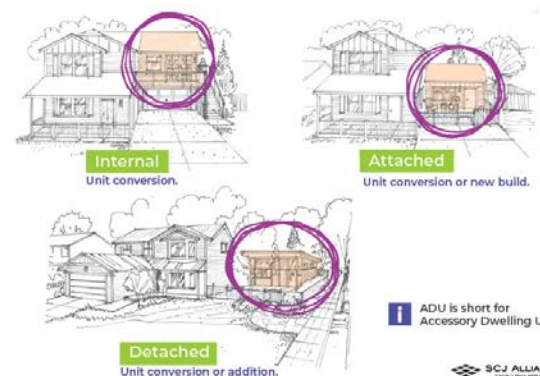 Internal
Unit conversion.
Attached
Unit conversion or new build.
ADU is short for
Accessory Dwelling U
Detached
Unit conversion or addition.
SCJ ALLIA